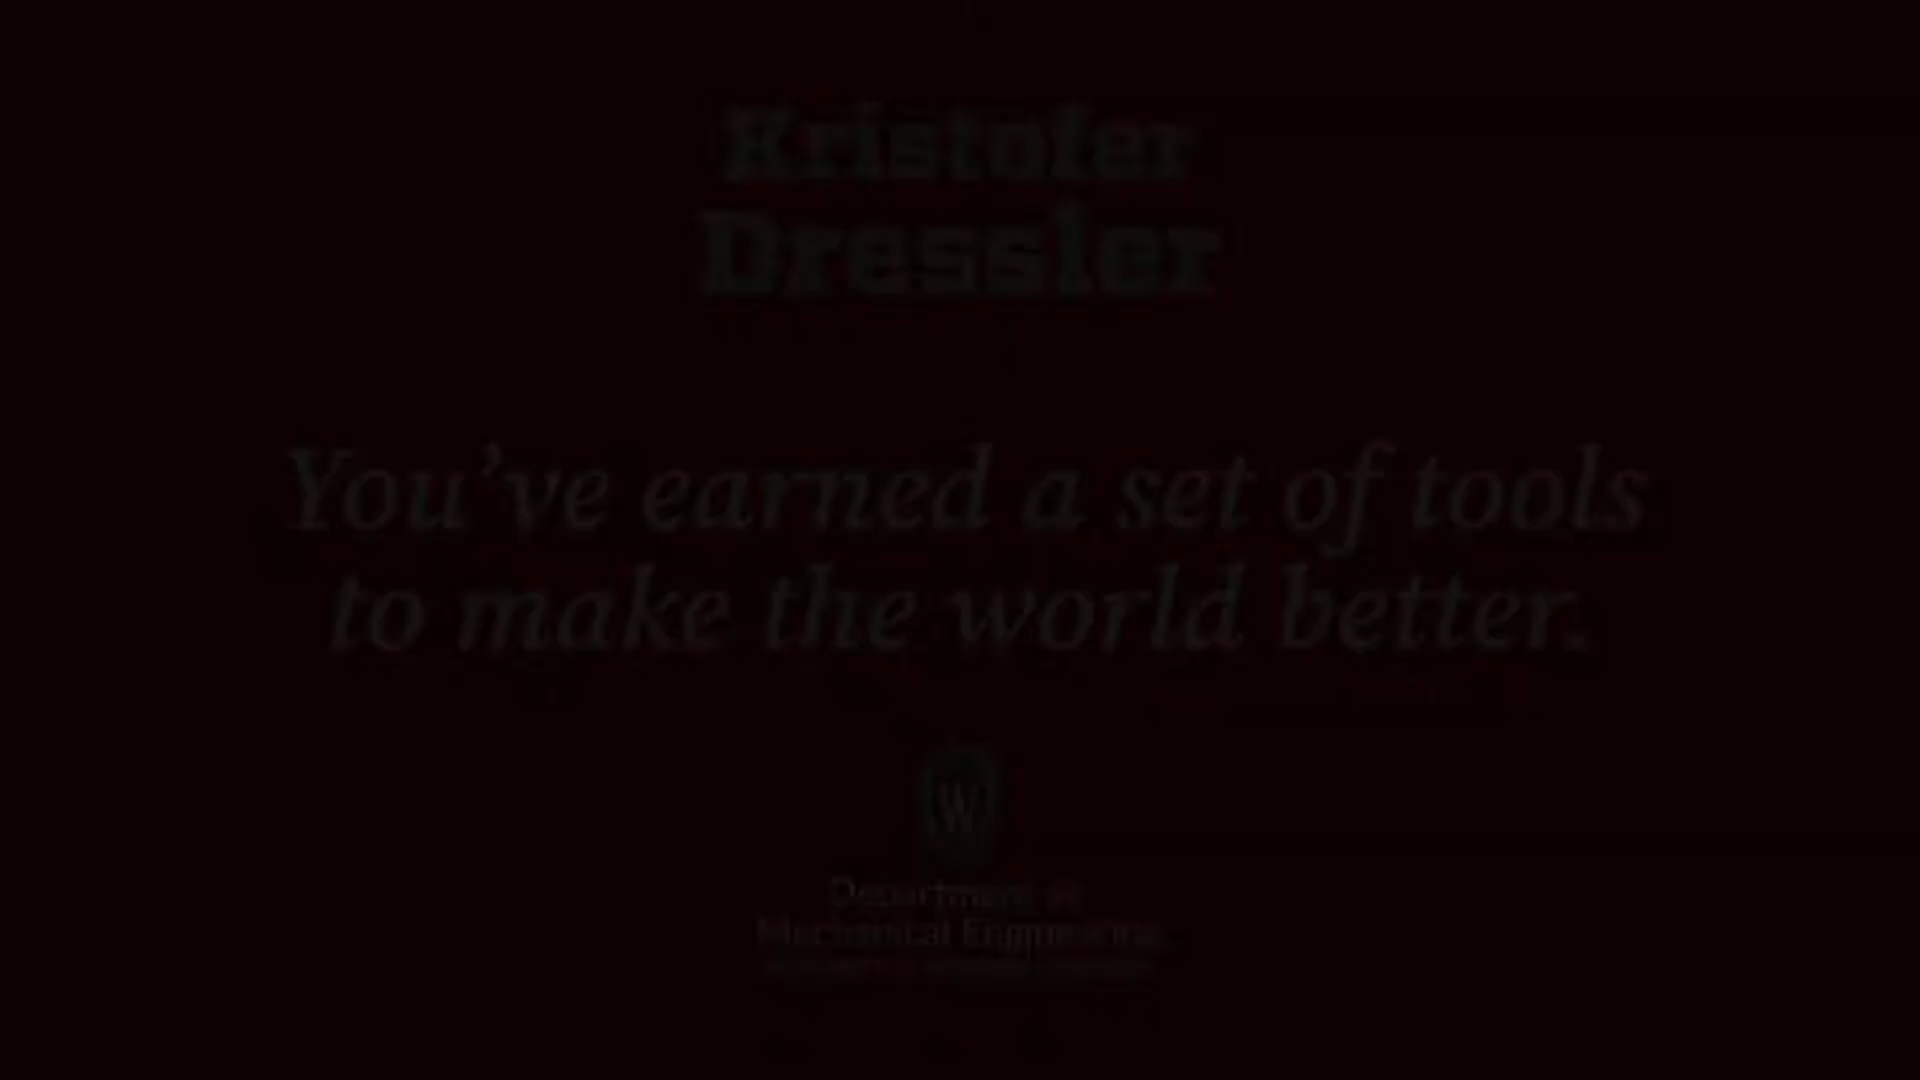 Kristofer
Dressler
You've earned a set of tools
to make the world better.
W
Department of
Mechanical Engineering